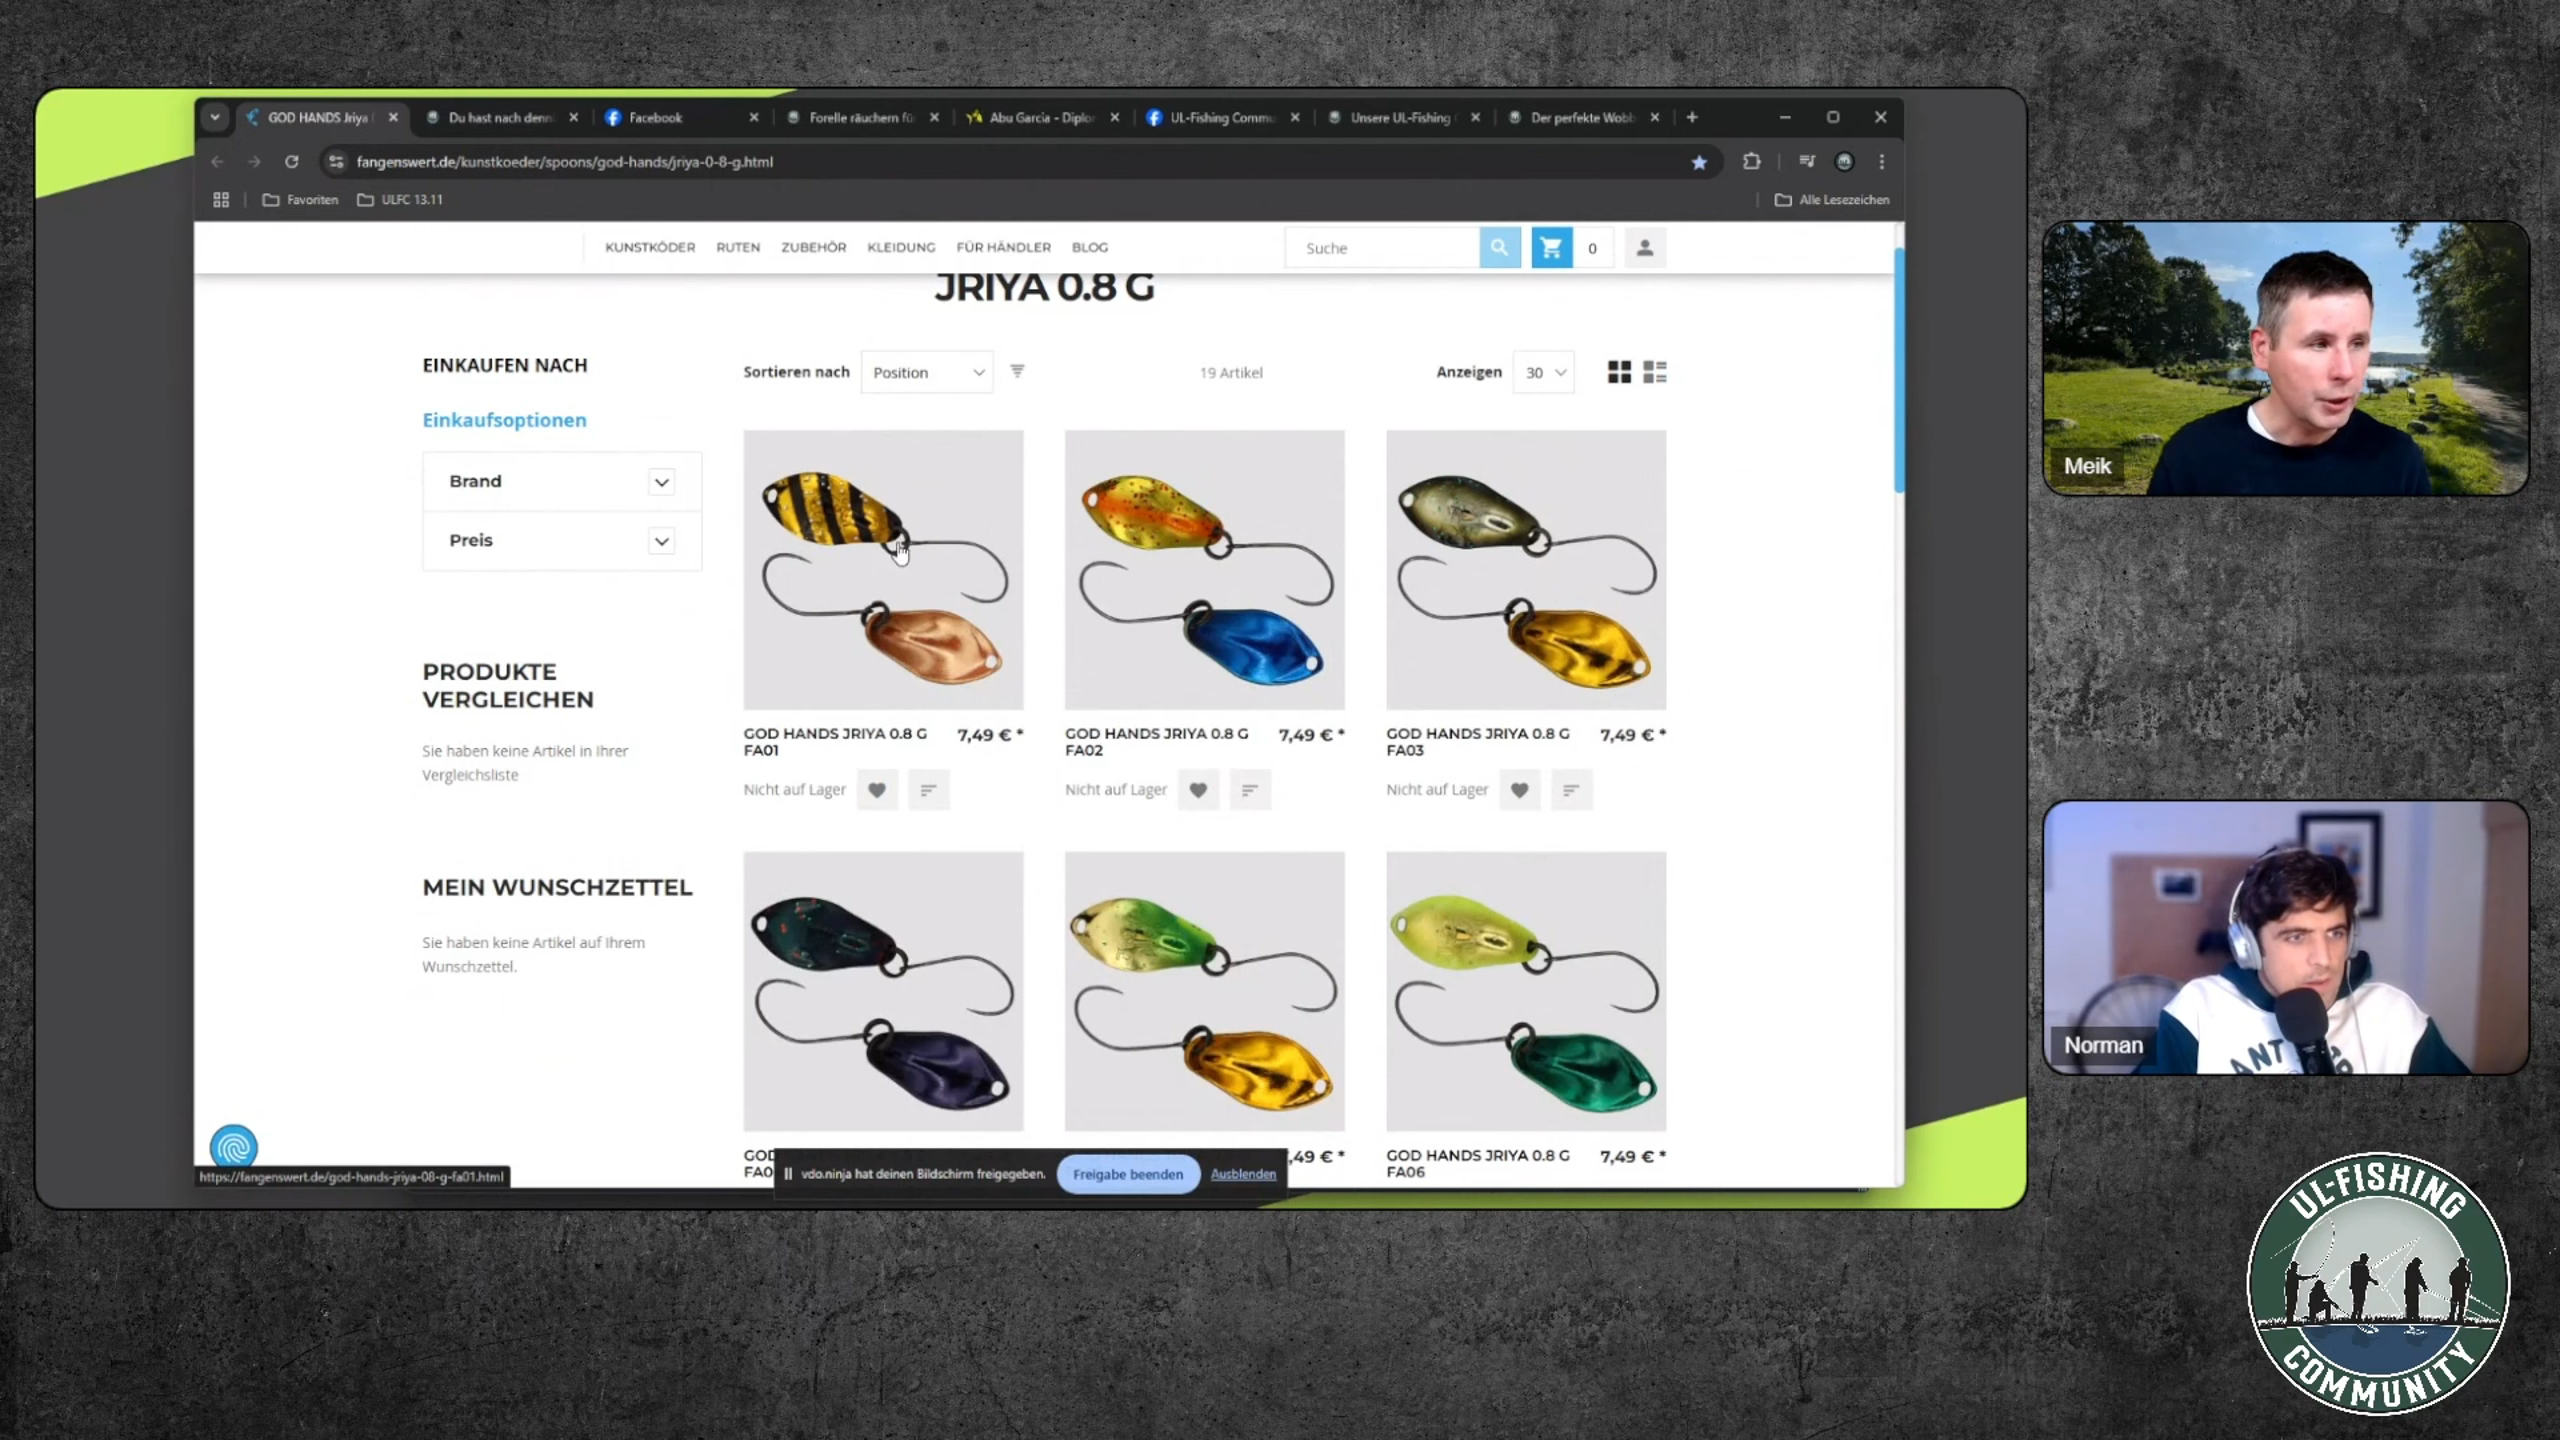 GOD HANDS Jriya
Du hast nach denn
Facebook
Forelle räuchern fü
Abu Garcia - Diplor
UL-Fishing Commu
Unsere UL-Fishing
Der perfekte Wobb
fangenswert.de/kunstkoeder/spoons/god-hands/jriya-0-8-g.html
Favoriten
ULFC 13.11
Alle Lesezeichen
KUNSTKÖDER RUTEN ZUBEHÖR KLEIDUNG FÜR HÄNDLER BLOG
Suche
0
JRIYA 0.8 G
EINKAUFEN NACH
Einkaufsoptionen
Brand
Preis
PRODUKTE
VERGLEICHEN
Sie haben keine Artikel in Ihrer
Vergleichsliste
MEIN WUNSCHZETTEL
Sie haben keine Artikel auf Ihrem
Wunschzettel.
Sortieren nach Position
19 Artikel
Anzeigen 30
GOD HANDS JRIYA 0.8 G 7,49 € *
FA01
Nicht auf Lager
GOD HANDS JRIYA 0.8 G 7,49 € *
FA02
Nicht auf Lager
GOD HANDS JRIYA 0.8 G 7,49 € *
FA03
Nicht auf Lager
GOD
FA0
,49 € *
GOD HANDS JRIYA 0.8 G 7,49 € *
FA06
vdo.ninja hat deinen Bildschirm freigegeben. Freigabe beenden Ausblenden
https://fangenswert.de/god-hands-jriya-08-g-fa01.html
Meik
Norman
UL-FISHING
COMMUNITY